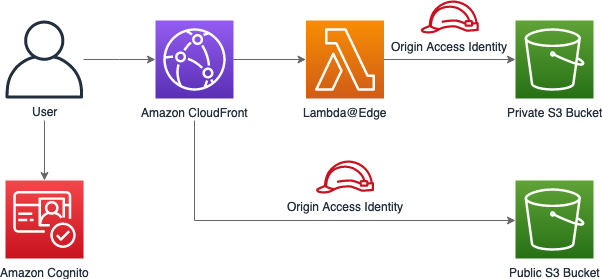 Origin Access Identity
User
Amazon CloudFront
Lambda@Edge
Private S3 Bucket
Origin Access Identity
Amazon Cognito
Public S3 Bucket